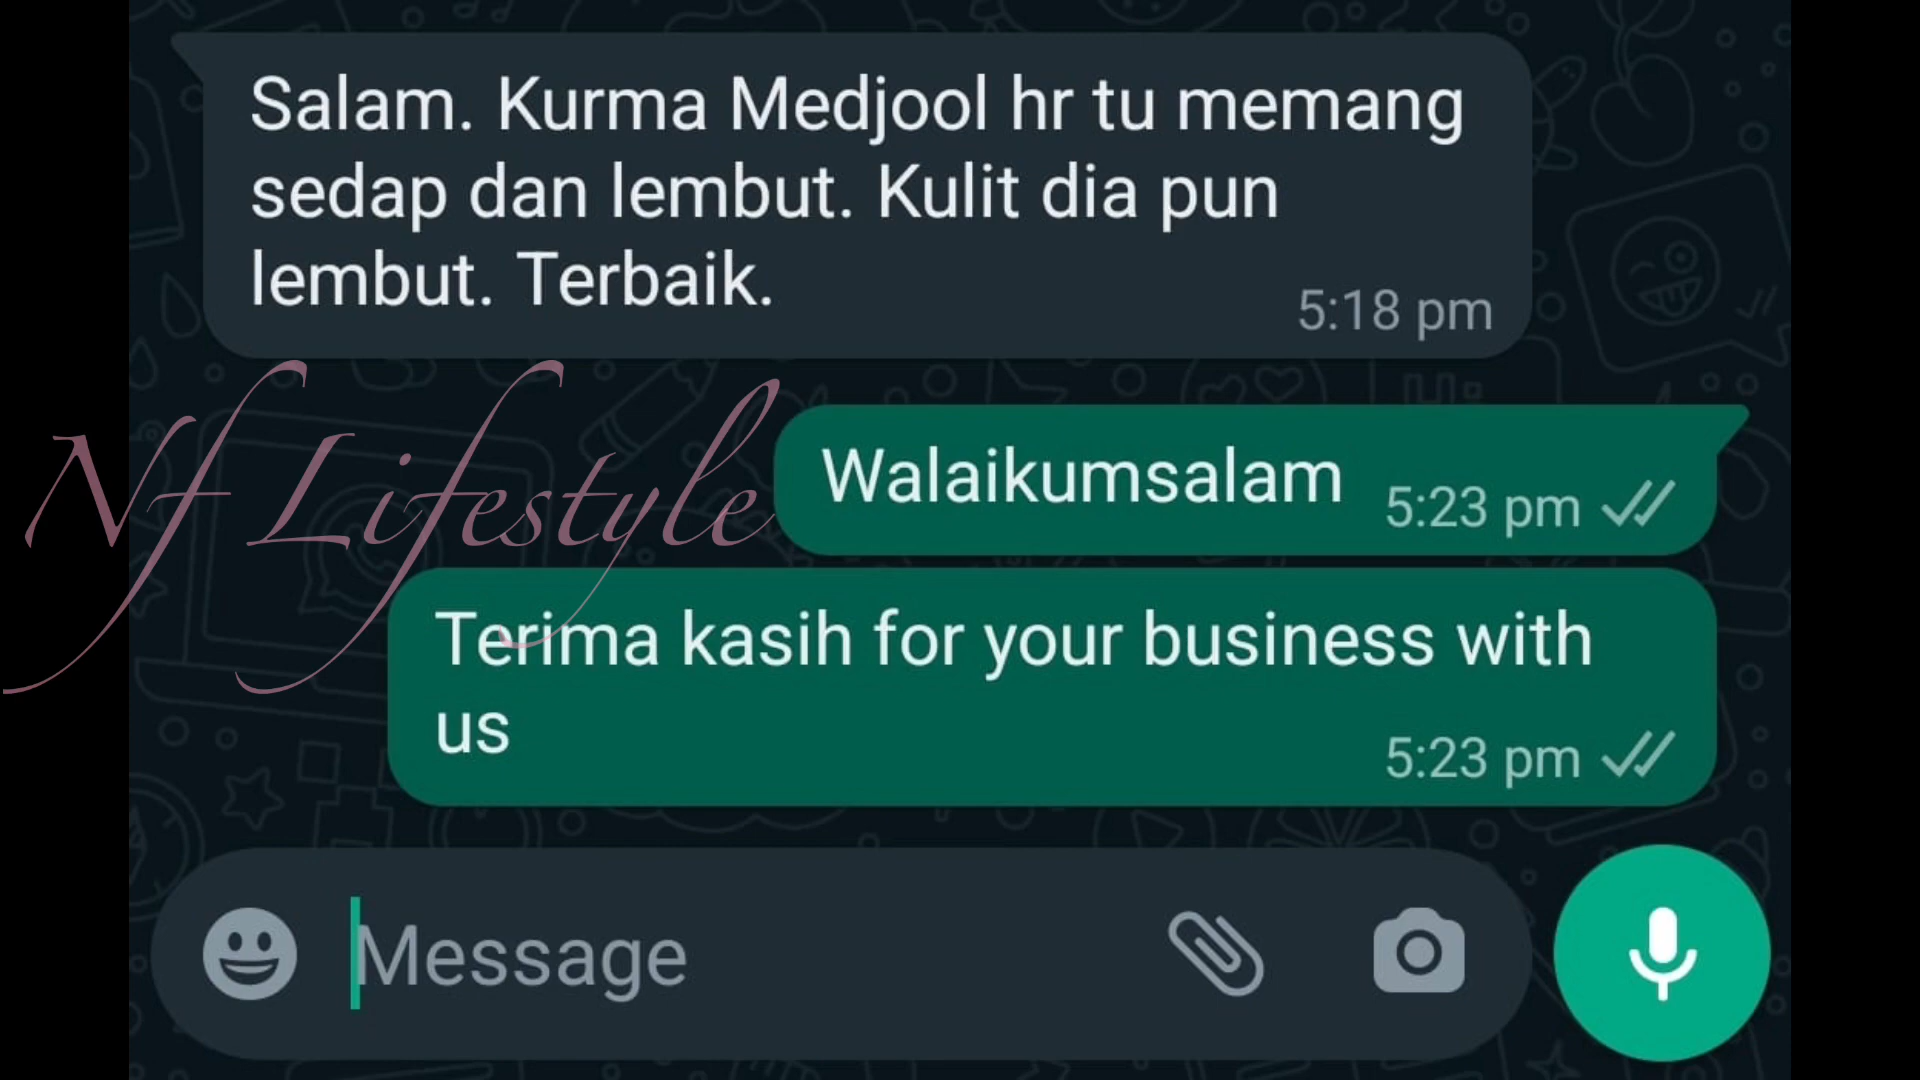 Salam. Kurma Medjool hr tu memang
sedap dan lembut. Kulit dia pun
lembut. Terbaik.
5:18 pm
Nf Lifestyle
Walaikumsalam
5:23 pm
Terima kasih for your business with
us
5:23 pm
Message